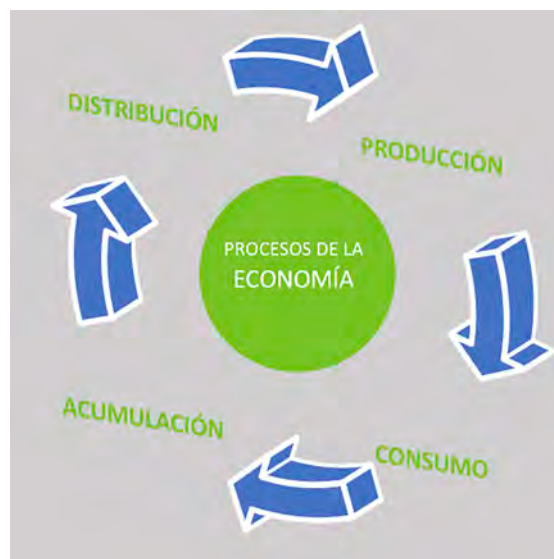 DISTRIBUCIÓN
PRODUCCIÓN
PROCESOS DE LA
ECONOMÍA
ACUMULACIÓN
CONSUMO